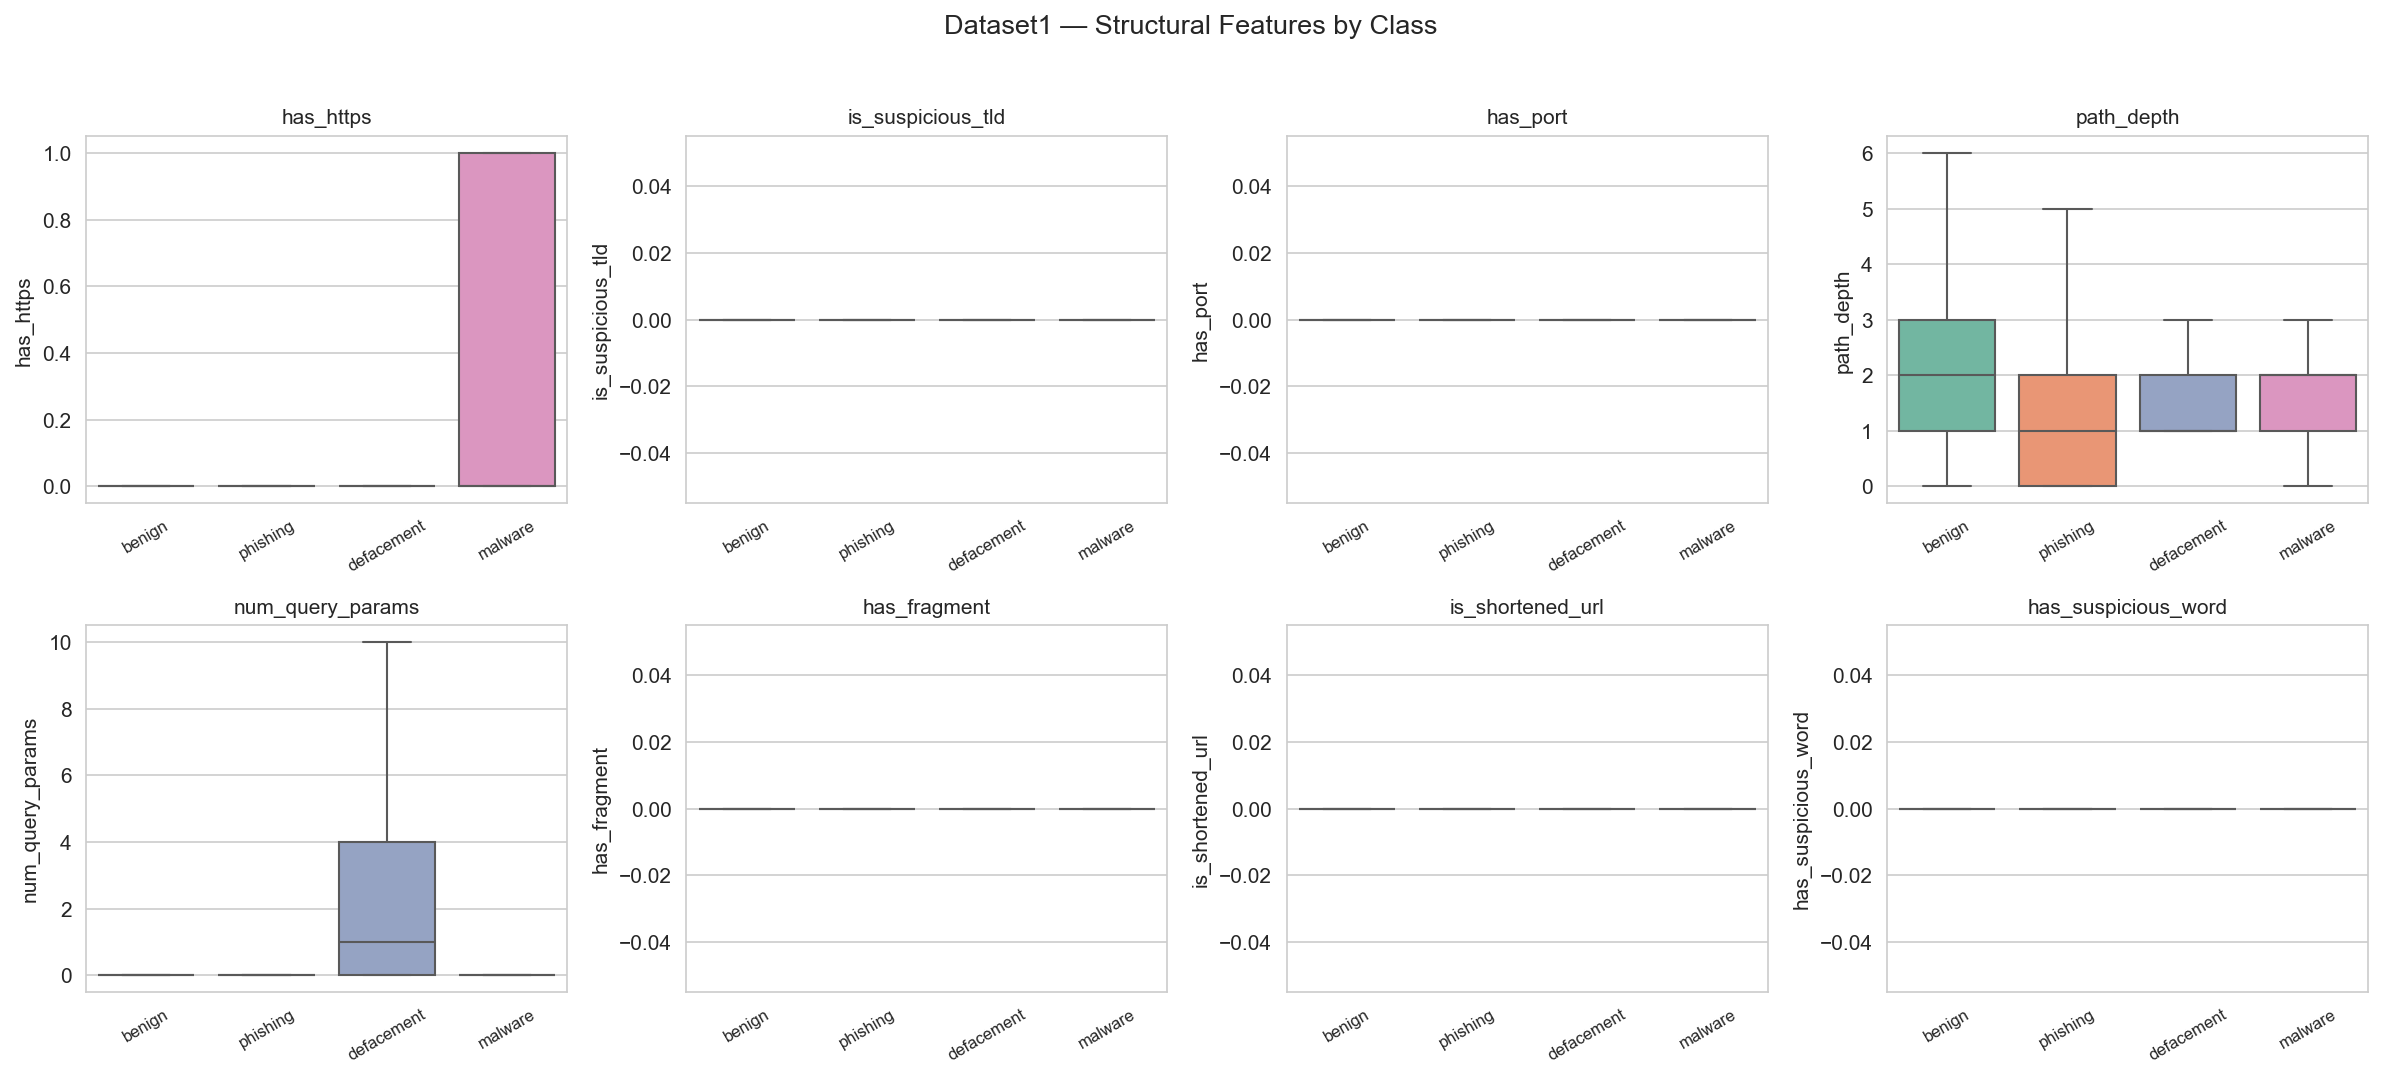 Dataset1 — Structural Features by Class
has_https
has_https
1.0
0.8
0.6
0.4
0.2
0.0
benign
phishing
defacement
malware
is_suspicious_tld
is_suspicious_tld
0.04
0.02
0.00
−0.02
−0.04
benign
phishing
defacement
malware
has_port
has_port
0.04
0.02
0.00
−0.02
−0.04
benign
phishing
defacement
malware
path_depth
path_depth
6
5
4
3
2
1
0
benign
phishing
defacement
malware
num_query_params
num_query_params
10
8
6
4
2
0
benign
phishing
defacement
malware
has_fragment
has_fragment
0.04
0.02
0.00
−0.02
−0.04
benign
phishing
defacement
malware
is_shortened_url
is_shortened_url
0.04
0.02
0.00
−0.02
−0.04
benign
phishing
defacement
malware
has_suspicious_word
has_suspicious_word
0.04
0.02
0.00
−0.02
−0.04
benign
phishing
defacement
malware